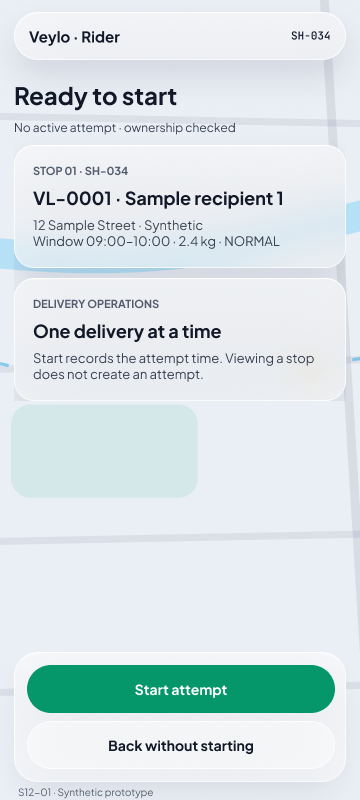 Veylo · Rider
SH-034
Ready to start
No active attempt · ownership checked
STOP 01 · SH-034
VL-0001 · Sample recipient 1
12 Sample Street · Synthetic
Window 09:00–10:00 · 2.4 kg · NORMAL
DELIVERY OPERATIONS
One delivery at a time
Start records the attempt time. Viewing a stop
does not create an attempt.
Start attempt
Back without starting
S12-01 · Synthetic prototype